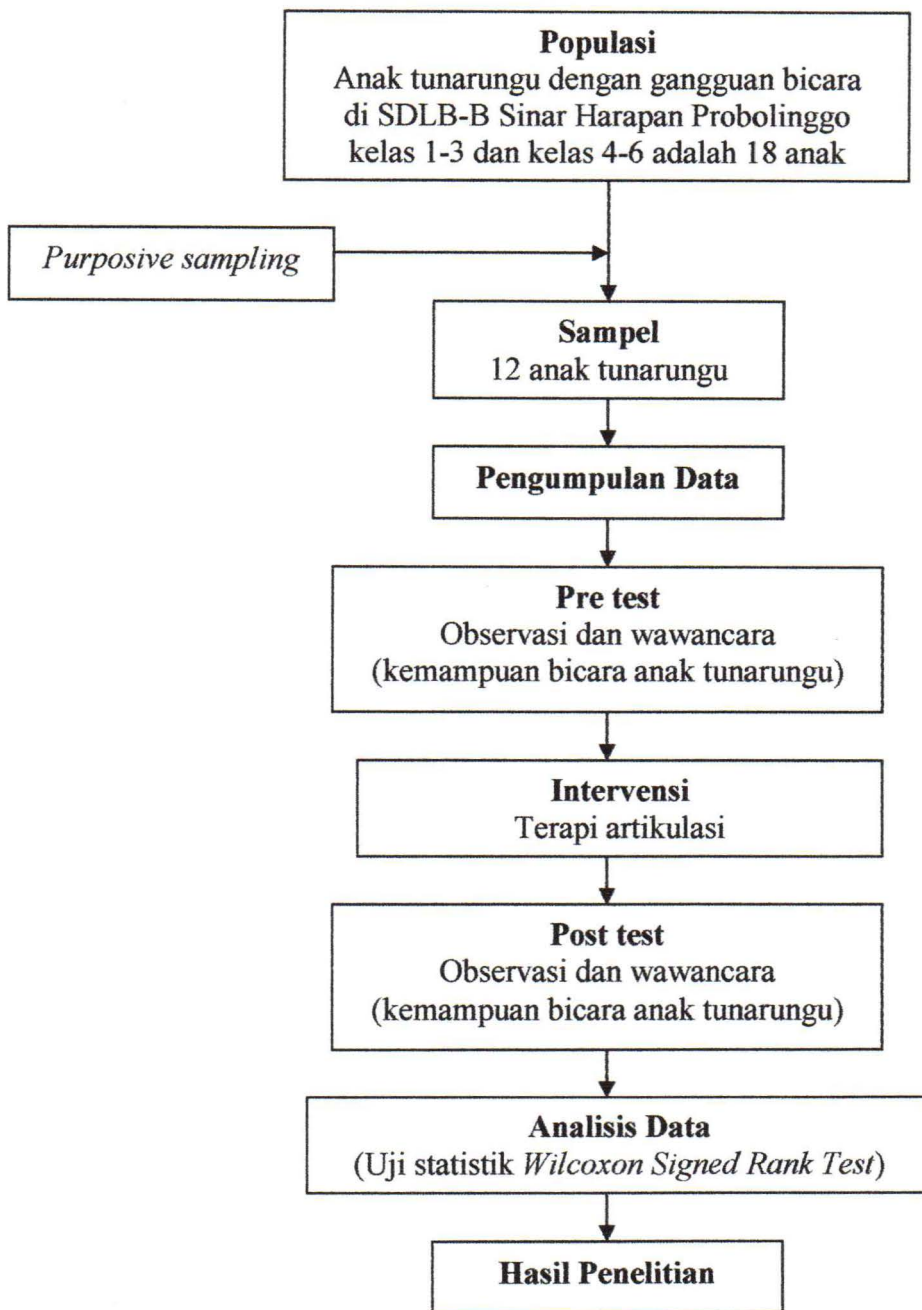 Populasi
Anak tunarungu dengan gangguan bicara
di SDLB-B Sinar Harapan Probolinggo
kelas 1-3 dan kelas 4-6 adalah 18 anak
Purposive sampling
Sampel
12 anak tunarungu
Pengumpulan Data
Pre test
Observasi dan wawancara
(kemampuan bicara anak tunarungu)
Intervensi
Terapi artikulasi
Post test
Observasi dan wawancara
(kemampuan bicara anak tunarungu)
Analisis Data
(Uji statistik Wilcoxon Signed Rank Test)
Hasil Penelitian